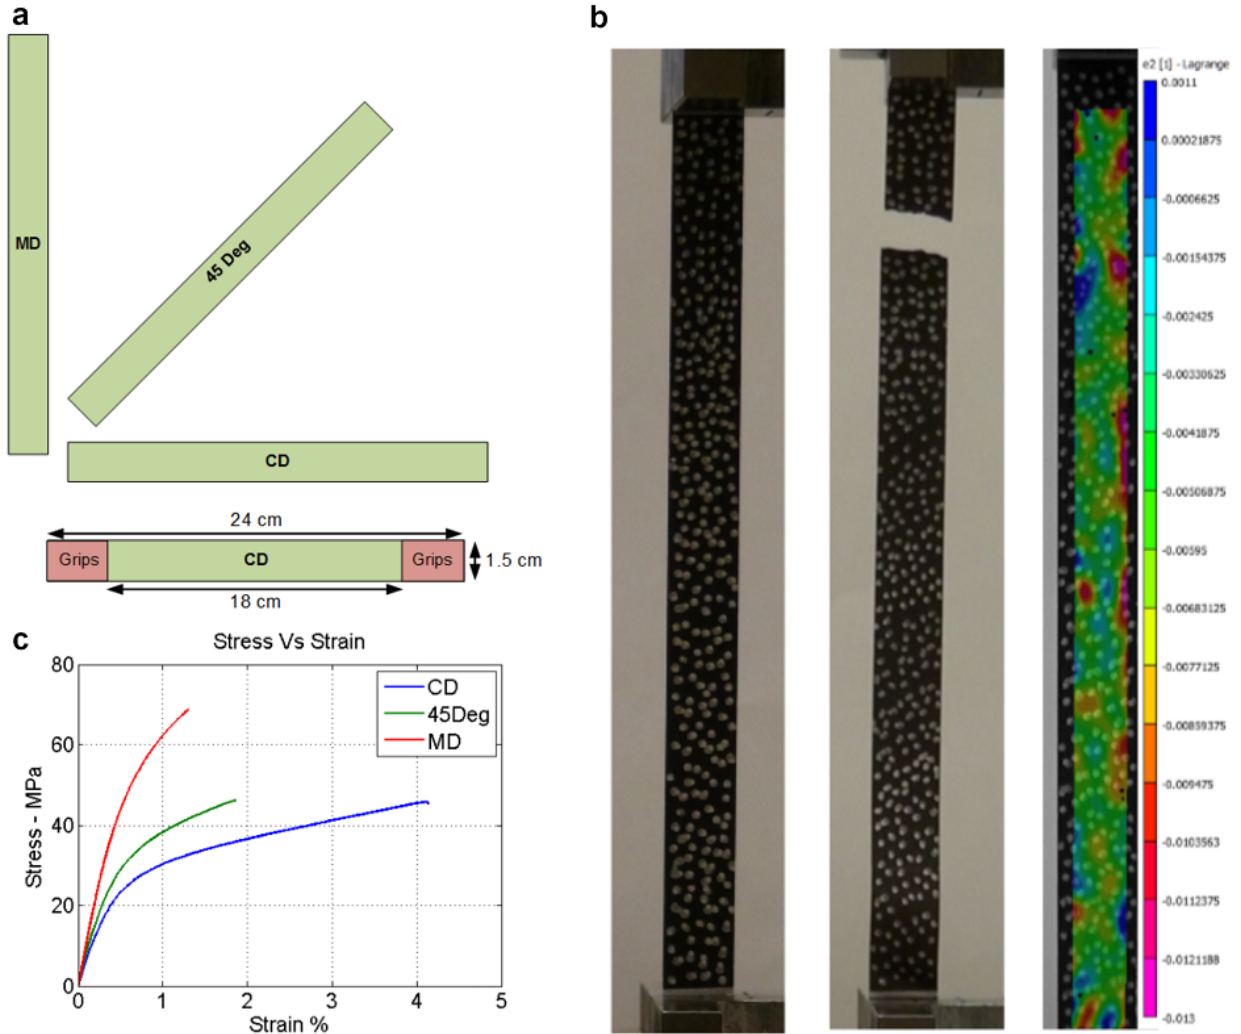 a
MD
45 Deg
CD
24 cm
Grips
CD
Grips
1.5 cm
18 cm
b
e2 [1] - Lagrange
0.0011
0.00021875
-0.0006625
-0.00154375
-0.002425
-0.00330625
-0.0041875
-0.00506875
-0.00595
-0.00683125
-0.0077125
-0.00859375
-0.009475
-0.0103563
-0.0112375
-0.0121188
-0.013
c
Stress Vs Strain
Stress - MPa
80
60
40
20
0
CD
45Deg
MD
0 1 2 3 4 5
Strain %